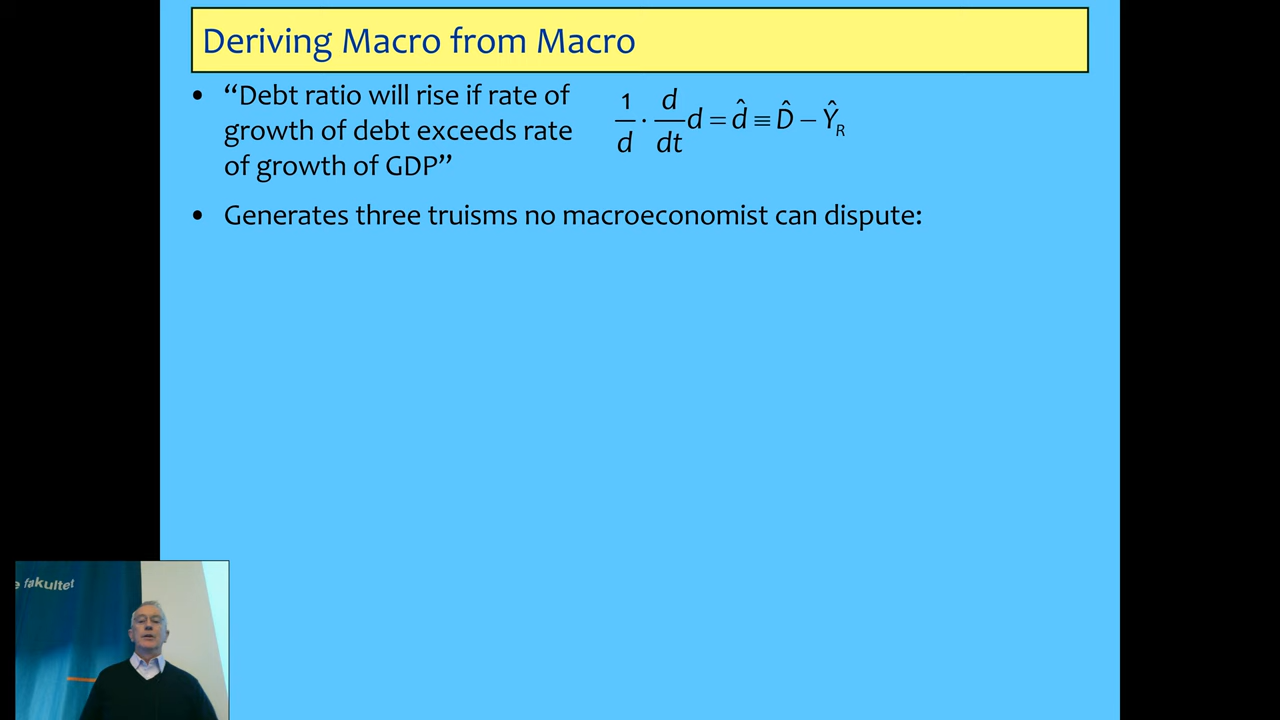 Deriving Macro from Macro
• “Debt ratio will rise if rate of
growth of debt exceeds rate
of growth of GDP”
1/d · d/dt d = d̂ ≡ D̂ − Ŷ_R
• Generates three truisms no macroeconomist can dispute:
e fakultet